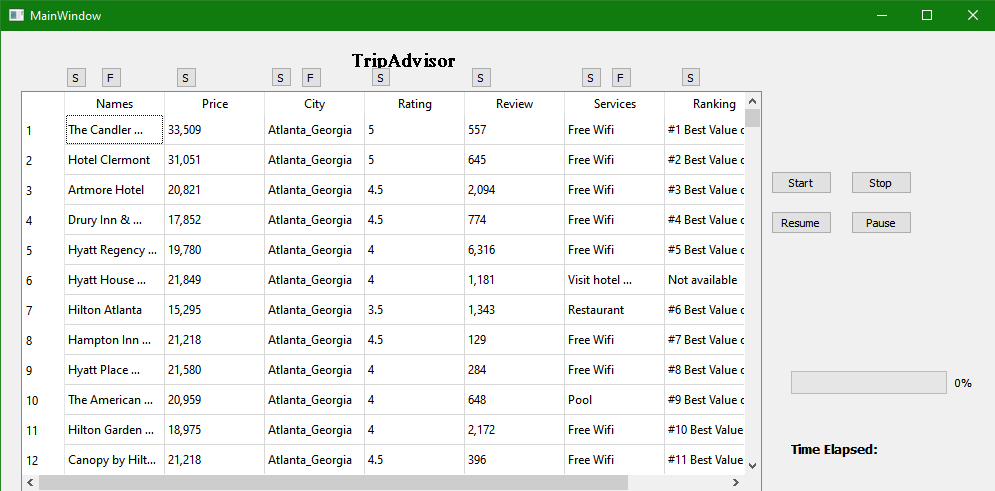 MainWindow
TripAdvisor
S F S S F S S S F S
Names Price City Rating Review Services Ranking
1 The Candler ... 33,509 Atlanta_Georgia 5 557 Free Wifi #1 Best Value o
2 Hotel Clermont 31,051 Atlanta_Georgia 5 645 Free Wifi #2 Best Value o
3 Artmore Hotel 20,821 Atlanta_Georgia 4.5 2,094 Free Wifi #3 Best Value o
4 Drury Inn & ... 17,852 Atlanta_Georgia 4.5 774 Free Wifi #4 Best Value o
5 Hyatt Regency ... 19,780 Atlanta_Georgia 4 6,316 Free Wifi #5 Best Value o
6 Hyatt House ... 21,849 Atlanta_Georgia 4 1,181 Visit hotel ... Not available
7 Hilton Atlanta 15,295 Atlanta_Georgia 3.5 1,343 Restaurant #6 Best Value o
8 Hampton Inn ... 21,218 Atlanta_Georgia 4.5 129 Free Wifi #7 Best Value o
9 Hyatt Place ... 21,580 Atlanta_Georgia 4 284 Free Wifi #8 Best Value o
10 The American ... 20,959 Atlanta_Georgia 4 648 Pool #9 Best Value o
11 Hilton Garden ... 18,975 Atlanta_Georgia 4 2,172 Free Wifi #10 Best Value
12 Canopy by Hilt... 21,218 Atlanta_Georgia 4.5 396 Free Wifi #11 Best Value
Start Stop
Resume Pause
0%
Time Elapsed: